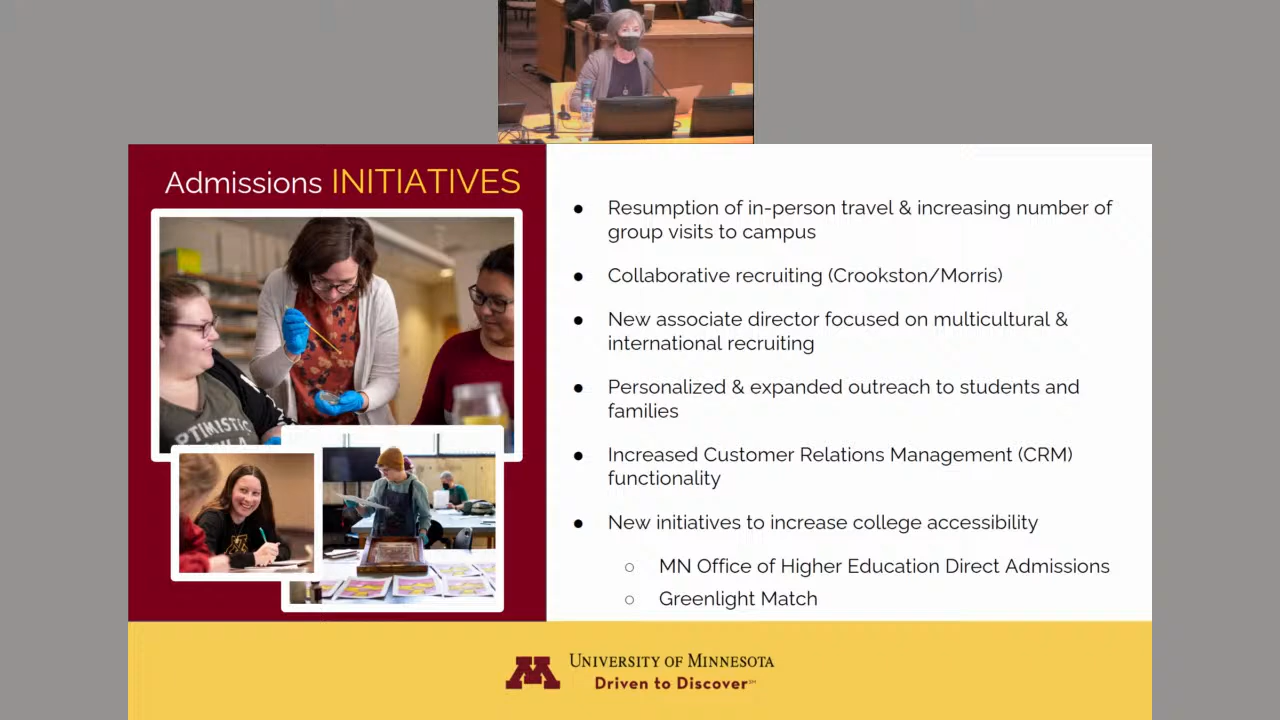 Admissions INITIATIVES
Resumption of in-person travel & increasing number of
group visits to campus
Collaborative recruiting (Crookston/Morris)
New associate director focused on multicultural &
international recruiting
Personalized & expanded outreach to students and
families
Increased Customer Relations Management (CRM)
functionality
New initiatives to increase college accessibility
MN Office of Higher Education Direct Admissions
Greenlight Match
UNIVERSITY OF MINNESOTA
Driven to Discover℠